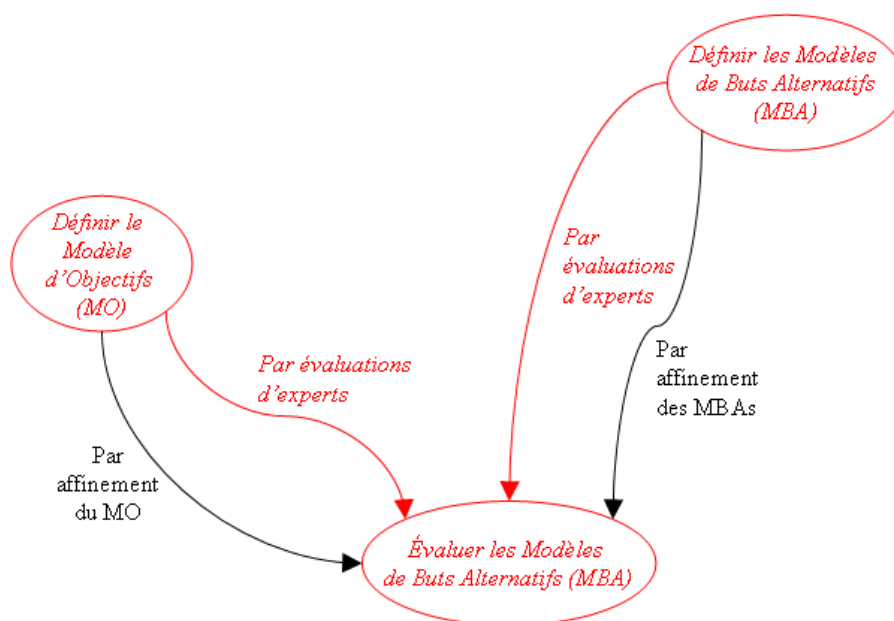 Définir les Modèles
de Buts Alternatifs
(MBA)
Définir le
Modèle
d'Objectifs
(MO)
Par
évaluations
d'experts
Par évaluations
d'experts
Par
affinement
des MBAs
Par
affinement
du MO
Évaluer les Modèles
de Buts Alternatifs (MBA)